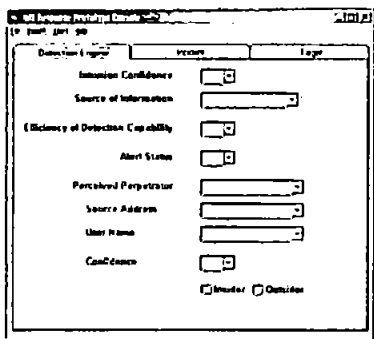 Detection Engine
Intrusion Confidence
Source of Information
Efficiency of Detection Capability
Alert Status
Perceived Perpetrator
Source Address
User Name
Confidence
Insider Outsider